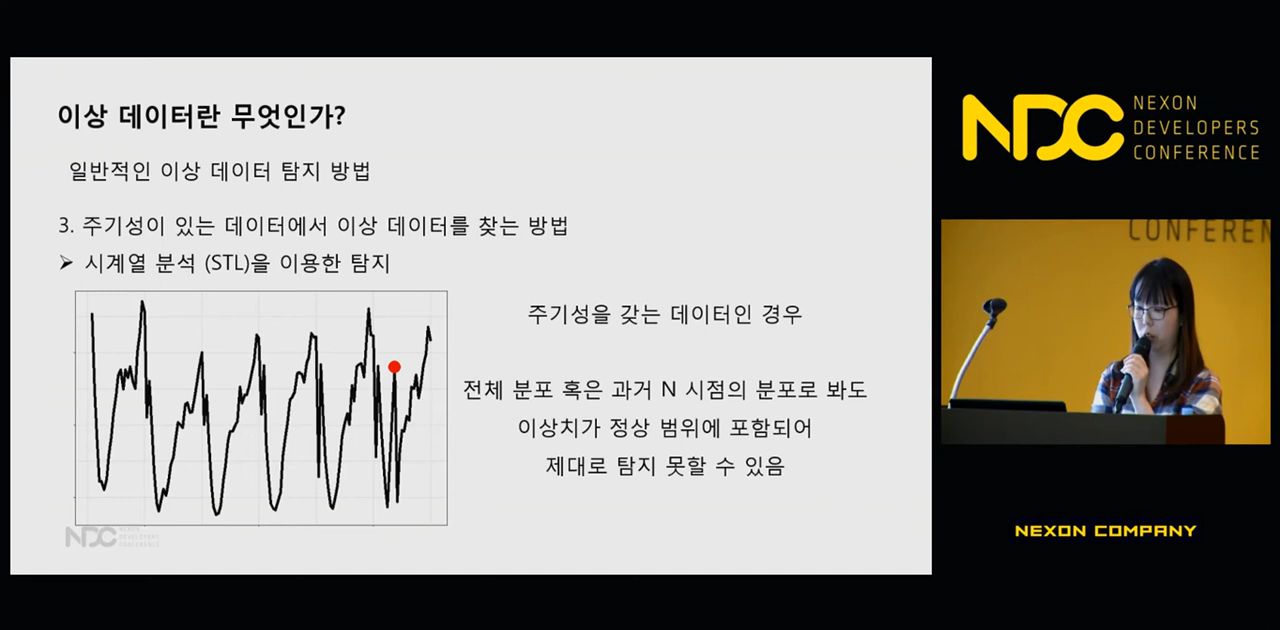 이상 데이터란 무엇인가?
일반적인 이상 데이터 탐지 방법
3. 주기성이 있는 데이터에서 이상 데이터를 찾는 방법
➢ 시계열 분석 (STL)을 이용한 탐지
주기성을 갖는 데이터인 경우
전체 분포 혹은 과거 N 시점의 분포로 봐도
이상치가 정상 범위에 포함되어
제대로 탐지 못할 수 있음
NDC
NEXON
DEVELOPERS
CONFERENCE
NDC
NEXON
DEVELOPERS
CONFERENCE
CONFEREN
NEXON COMPANY